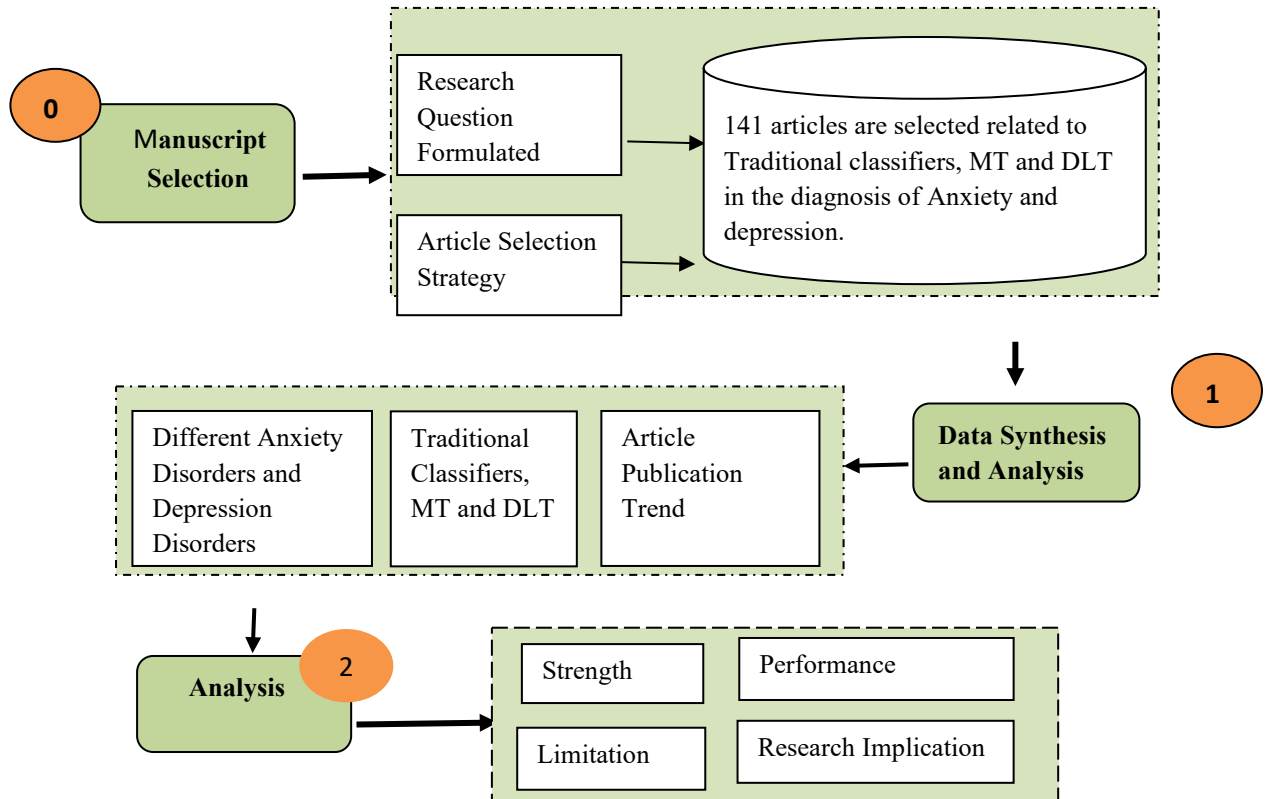 0
Manuscript
Selection
Research
Question
Formulated
Article Selection
Strategy
141 articles are selected related to
Traditional classifiers, MT and DLT
in the diagnosis of Anxiety and
depression.
1
Data Synthesis
and Analysis
Different Anxiety
Disorders and
Depression
Disorders
Traditional
Classifiers,
MT and DLT
Article
Publication
Trend
2
Analysis
Strength
Performance
Limitation
Research Implication